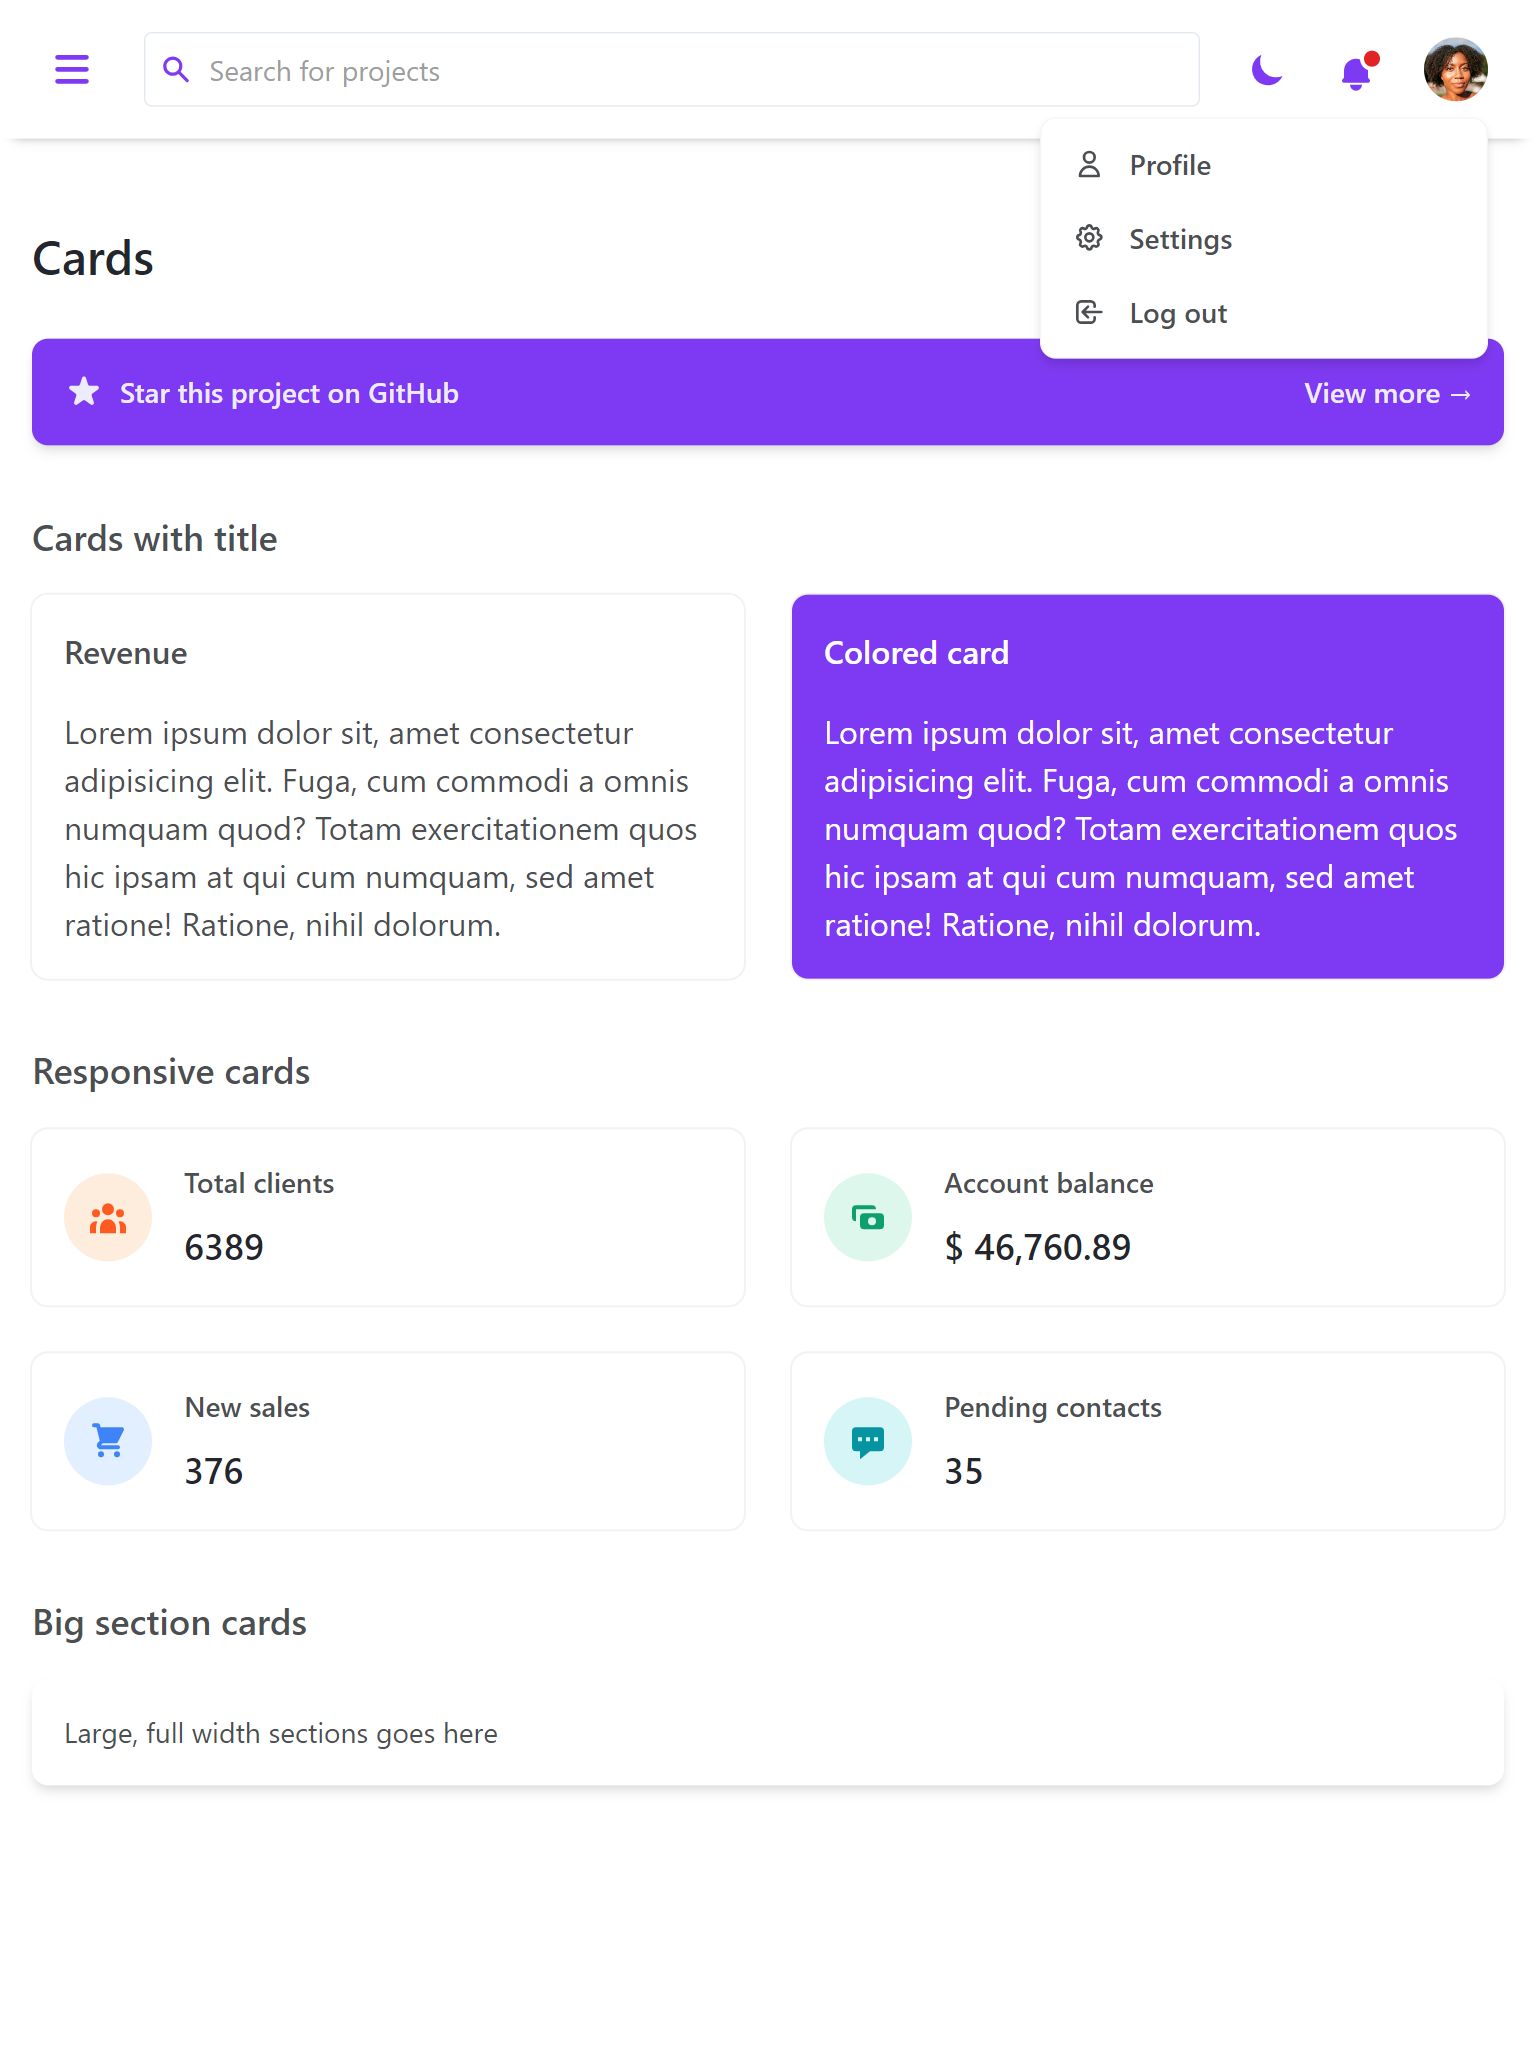 Search for projects
Profile
Settings
Log out
Cards
Star this project on GitHub
View more →
Cards with title
Revenue
Lorem ipsum dolor sit, amet consectetur
adipisicing elit. Fuga, cum commodi a omnis
numquam quod? Totam exercitationem quos
hic ipsam at qui cum numquam, sed amet
ratione! Ratione, nihil dolorum.
Colored card
Lorem ipsum dolor sit, amet consectetur
adipisicing elit. Fuga, cum commodi a omnis
numquam quod? Totam exercitationem quos
hic ipsam at qui cum numquam, sed amet
ratione! Ratione, nihil dolorum.
Responsive cards
Total clients
6389
Account balance
$ 46,760.89
New sales
376
Pending contacts
35
Big section cards
Large, full width sections goes here